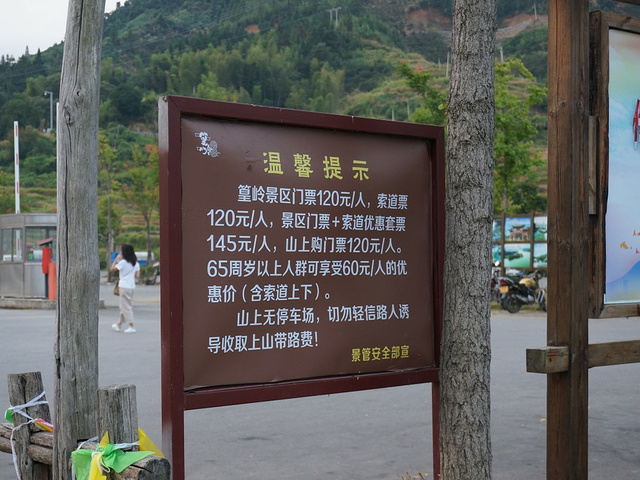 温馨提示
篁岭景区门票120元/人，索道票
120元/人，景区门票+索道优惠套票
145元/人，山上购门票120元/人。
65周岁以上人群可享受60元/人的优
惠价（含索道上下）。
山上无停车场，切勿轻信路人诱
导收取上山带路费！
景管安全部宣